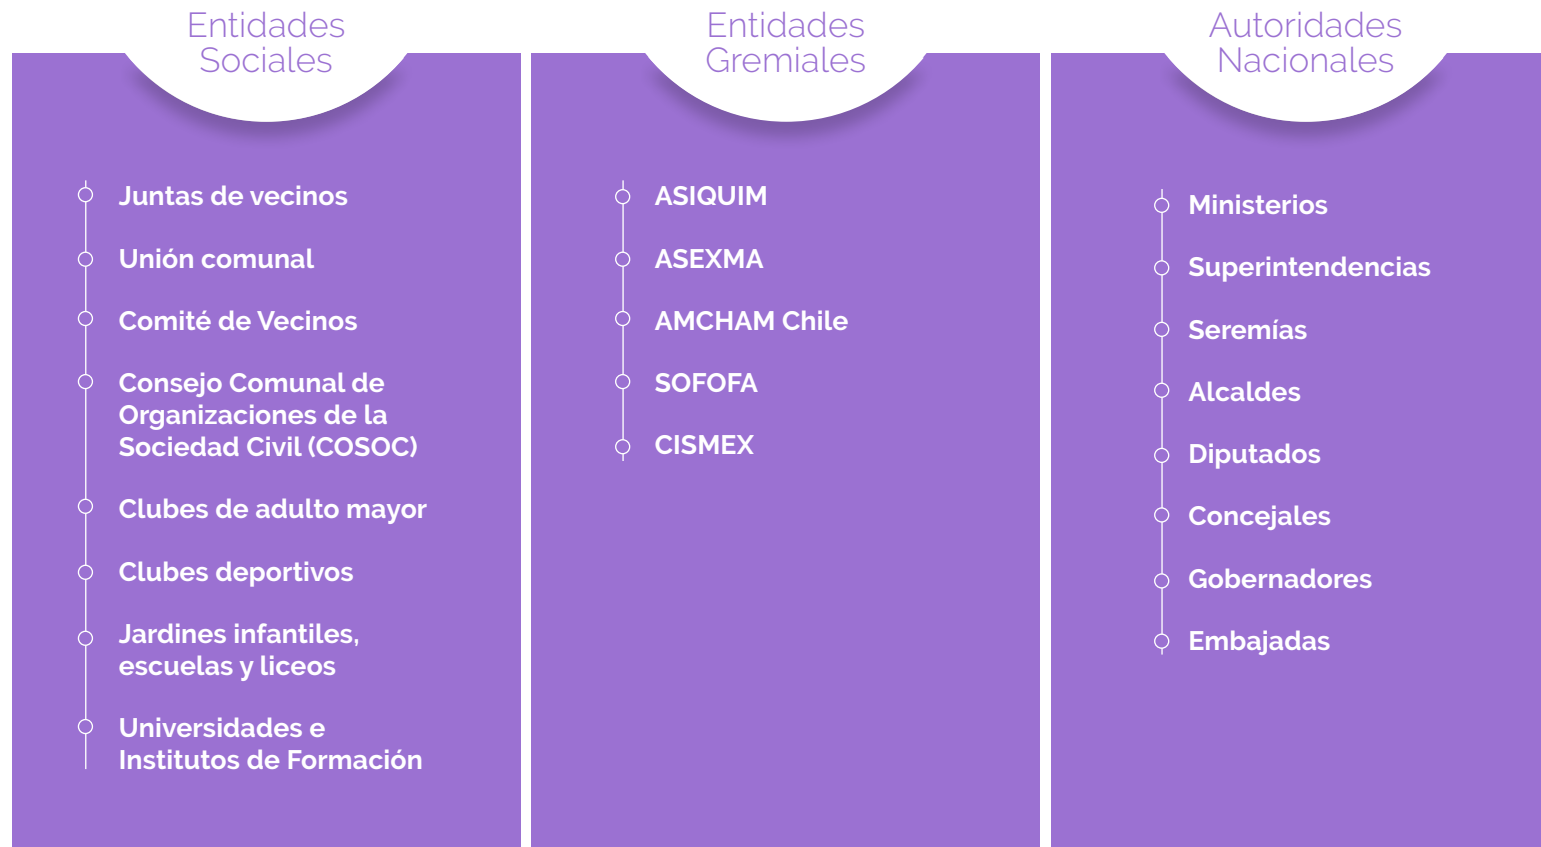 Entidades
Sociales
Juntas de vecinos
Unión comunal
Comité de Vecinos
Consejo Comunal de
Organizaciones de la
Sociedad Civil (COSOC)
Clubes de adulto mayor
Clubes deportivos
Jardines infantiles,
escuelas y liceos
Universidades e
Institutos de Formación
Entidades
Gremiales
ASIQUIM
ASEXMA
AMCHAM Chile
SOFOFA
CISMEX
Autoridades
Nacionales
Ministerios
Superintendencias
Seremías
Alcaldes
Diputados
Concejales
Gobernadores
Embajadas